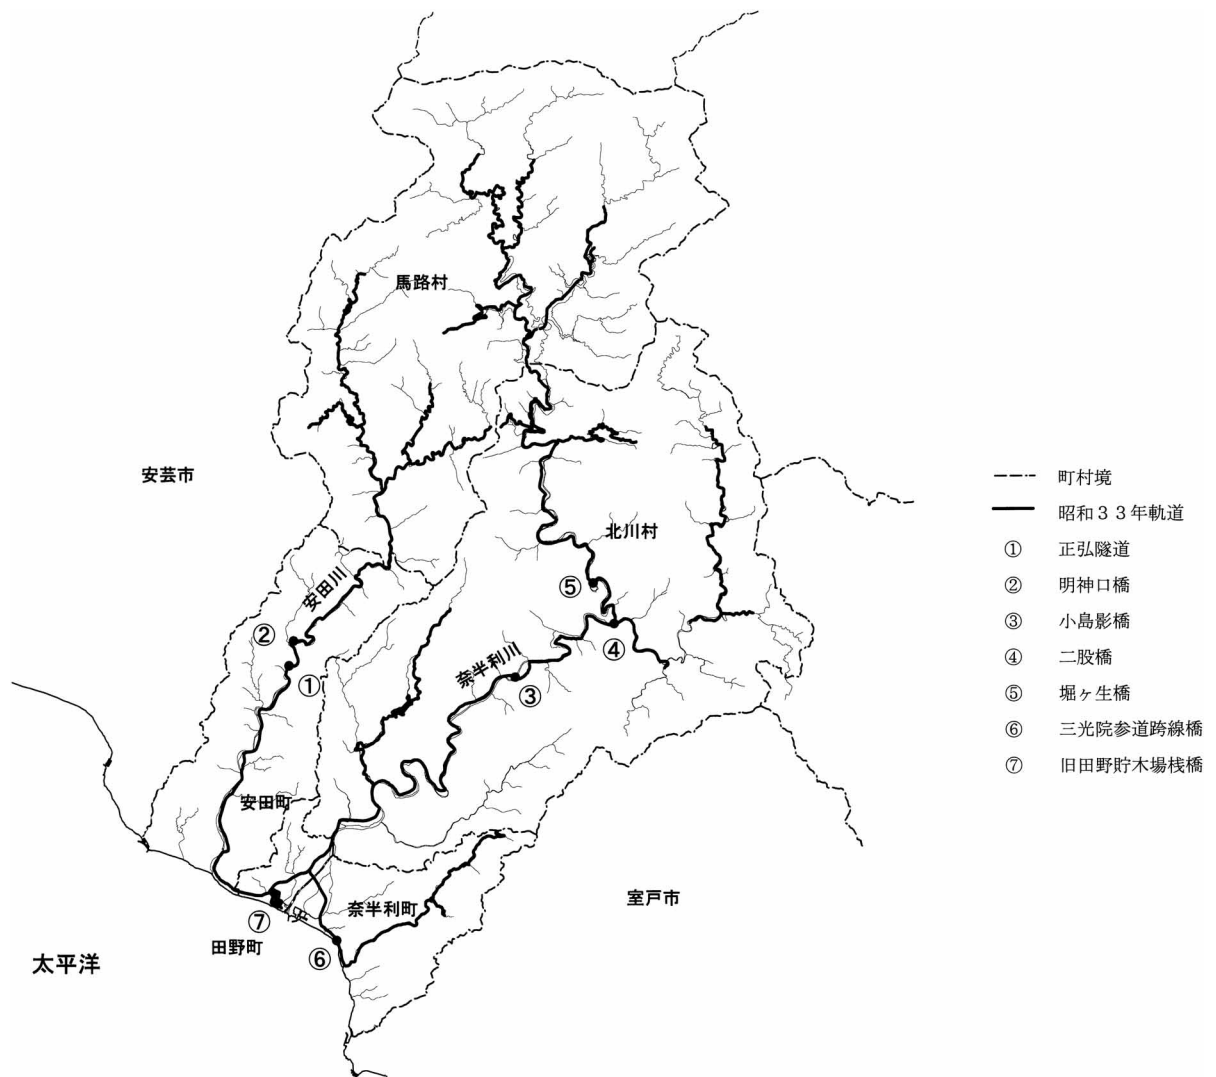 馬路村
安芸市
北川村
安田川
⑤
②
④
奈半利川
①
③
安田町
室戸市
奈半利町
⑦
田野町
⑥
太平洋
町村境
昭和３３年軌道
① 正弘隧道
② 明神口橋
③ 小島影橋
④ 二股橋
⑤ 堀ヶ生橋
⑥ 三光院参道跨線橋
⑦ 旧田野貯木場桟橋